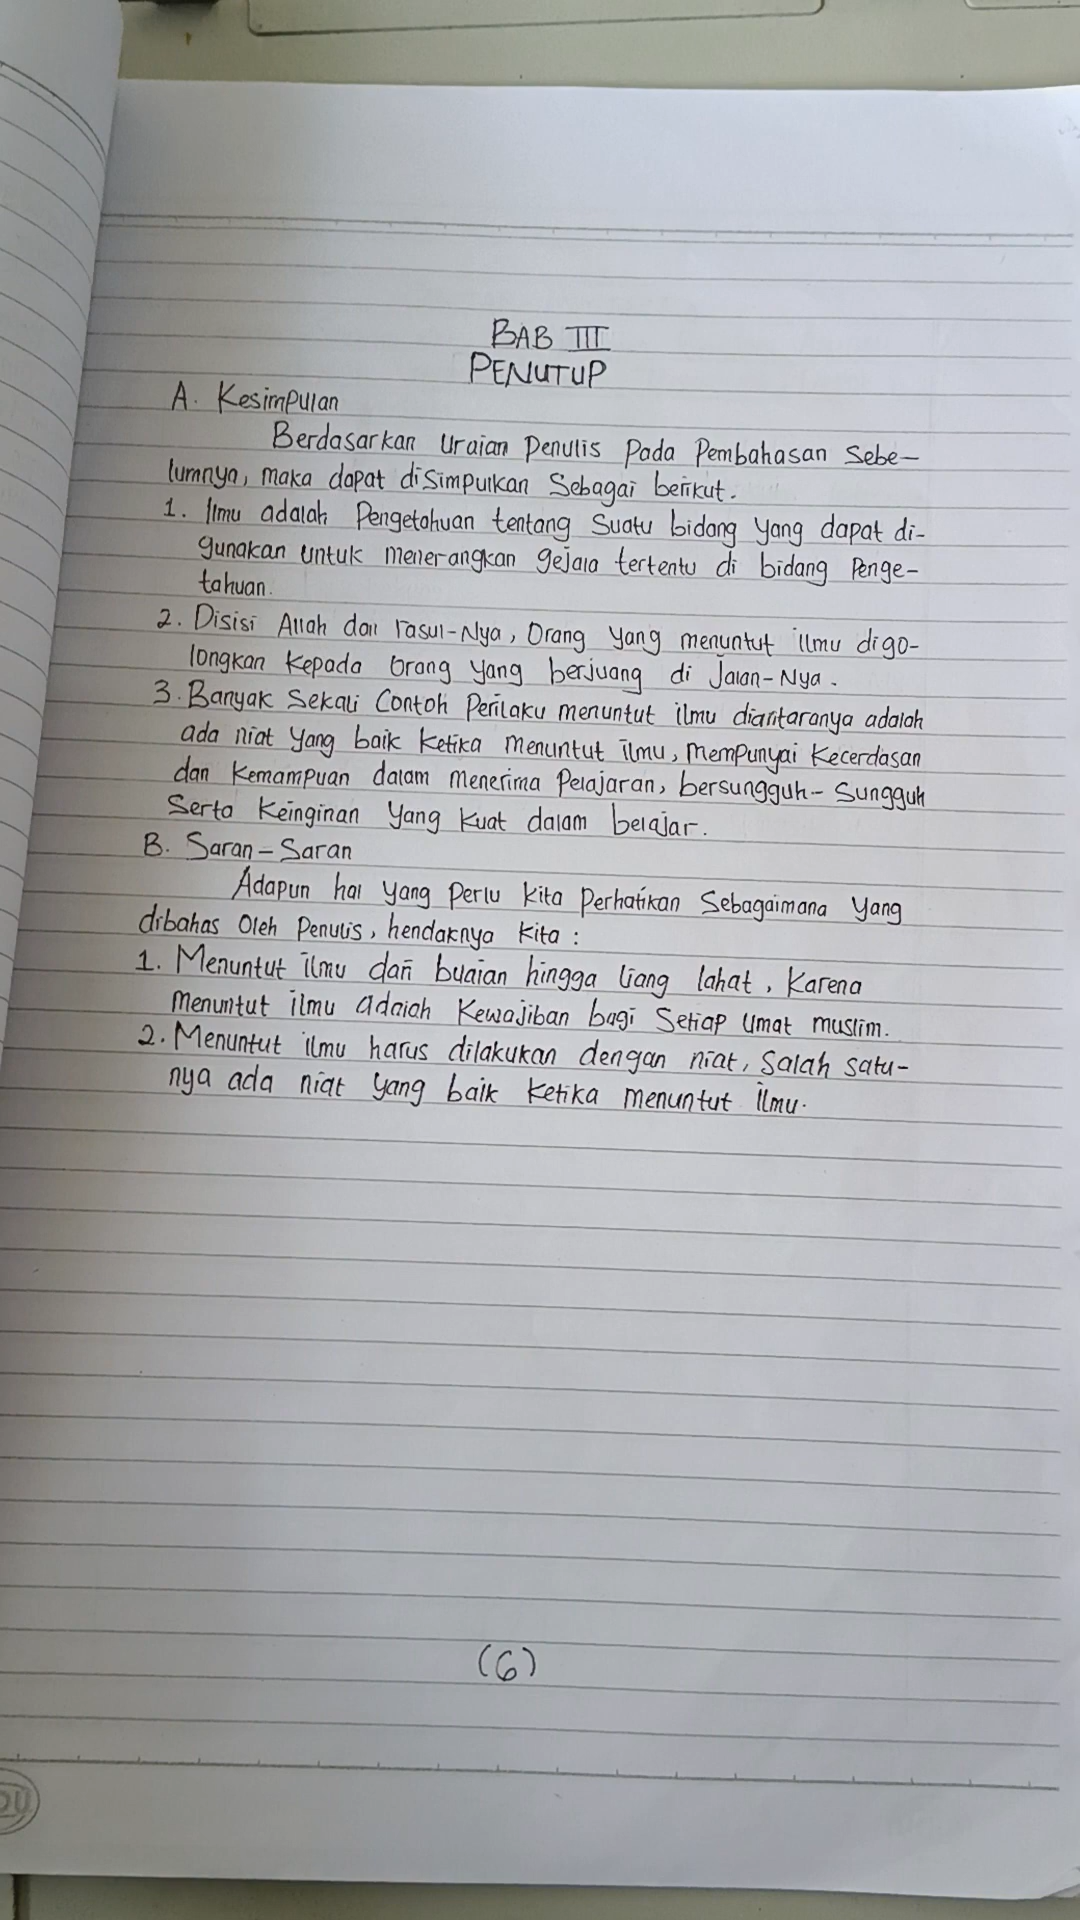 BAB III
PENUTUP
A. Kesimpulan
Berdasarkan uraian Penulis Pada Pembahasan Sebe-
lumnya, maka dapat disimpulkan Sebagai berikut.
1. Ilmu adalah Pengetahuan tentang Suatu bidang yang dapat di-
gunakan untuk menerangkan gejala tertentu di bidang Penge-
tahuan.
2. Disisi Allah dan rasul-Nya, Orang yang menuntut ilmu digo-
longkan kepada Orang yang berjuang di Jalan-Nya.
3. Banyak Sekali Contoh Perilaku menuntut ilmu diantaranya adalah
ada niat yang baik ketika menuntut ilmu, mempunyai kecerdasan
dan kemampuan dalam menerima Pelajaran, bersungguh-Sungguh
Serta Keinginan yang kuat dalam belajar.
B. Saran-Saran
Adapun hal yang Perlu kita Perhatikan Sebagaimana yang
dibahas Oleh Penulis, hendaknya kita :
1. Menuntut ilmu dari buaian hingga liang lahat, karena
menuntut ilmu adalah kewajiban bagi Setiap Umat muslim.
2. Menuntut ilmu harus dilakukan dengan niat, Salah satu-
nya ada niat yang baik ketika menuntut ilmu.
(6)